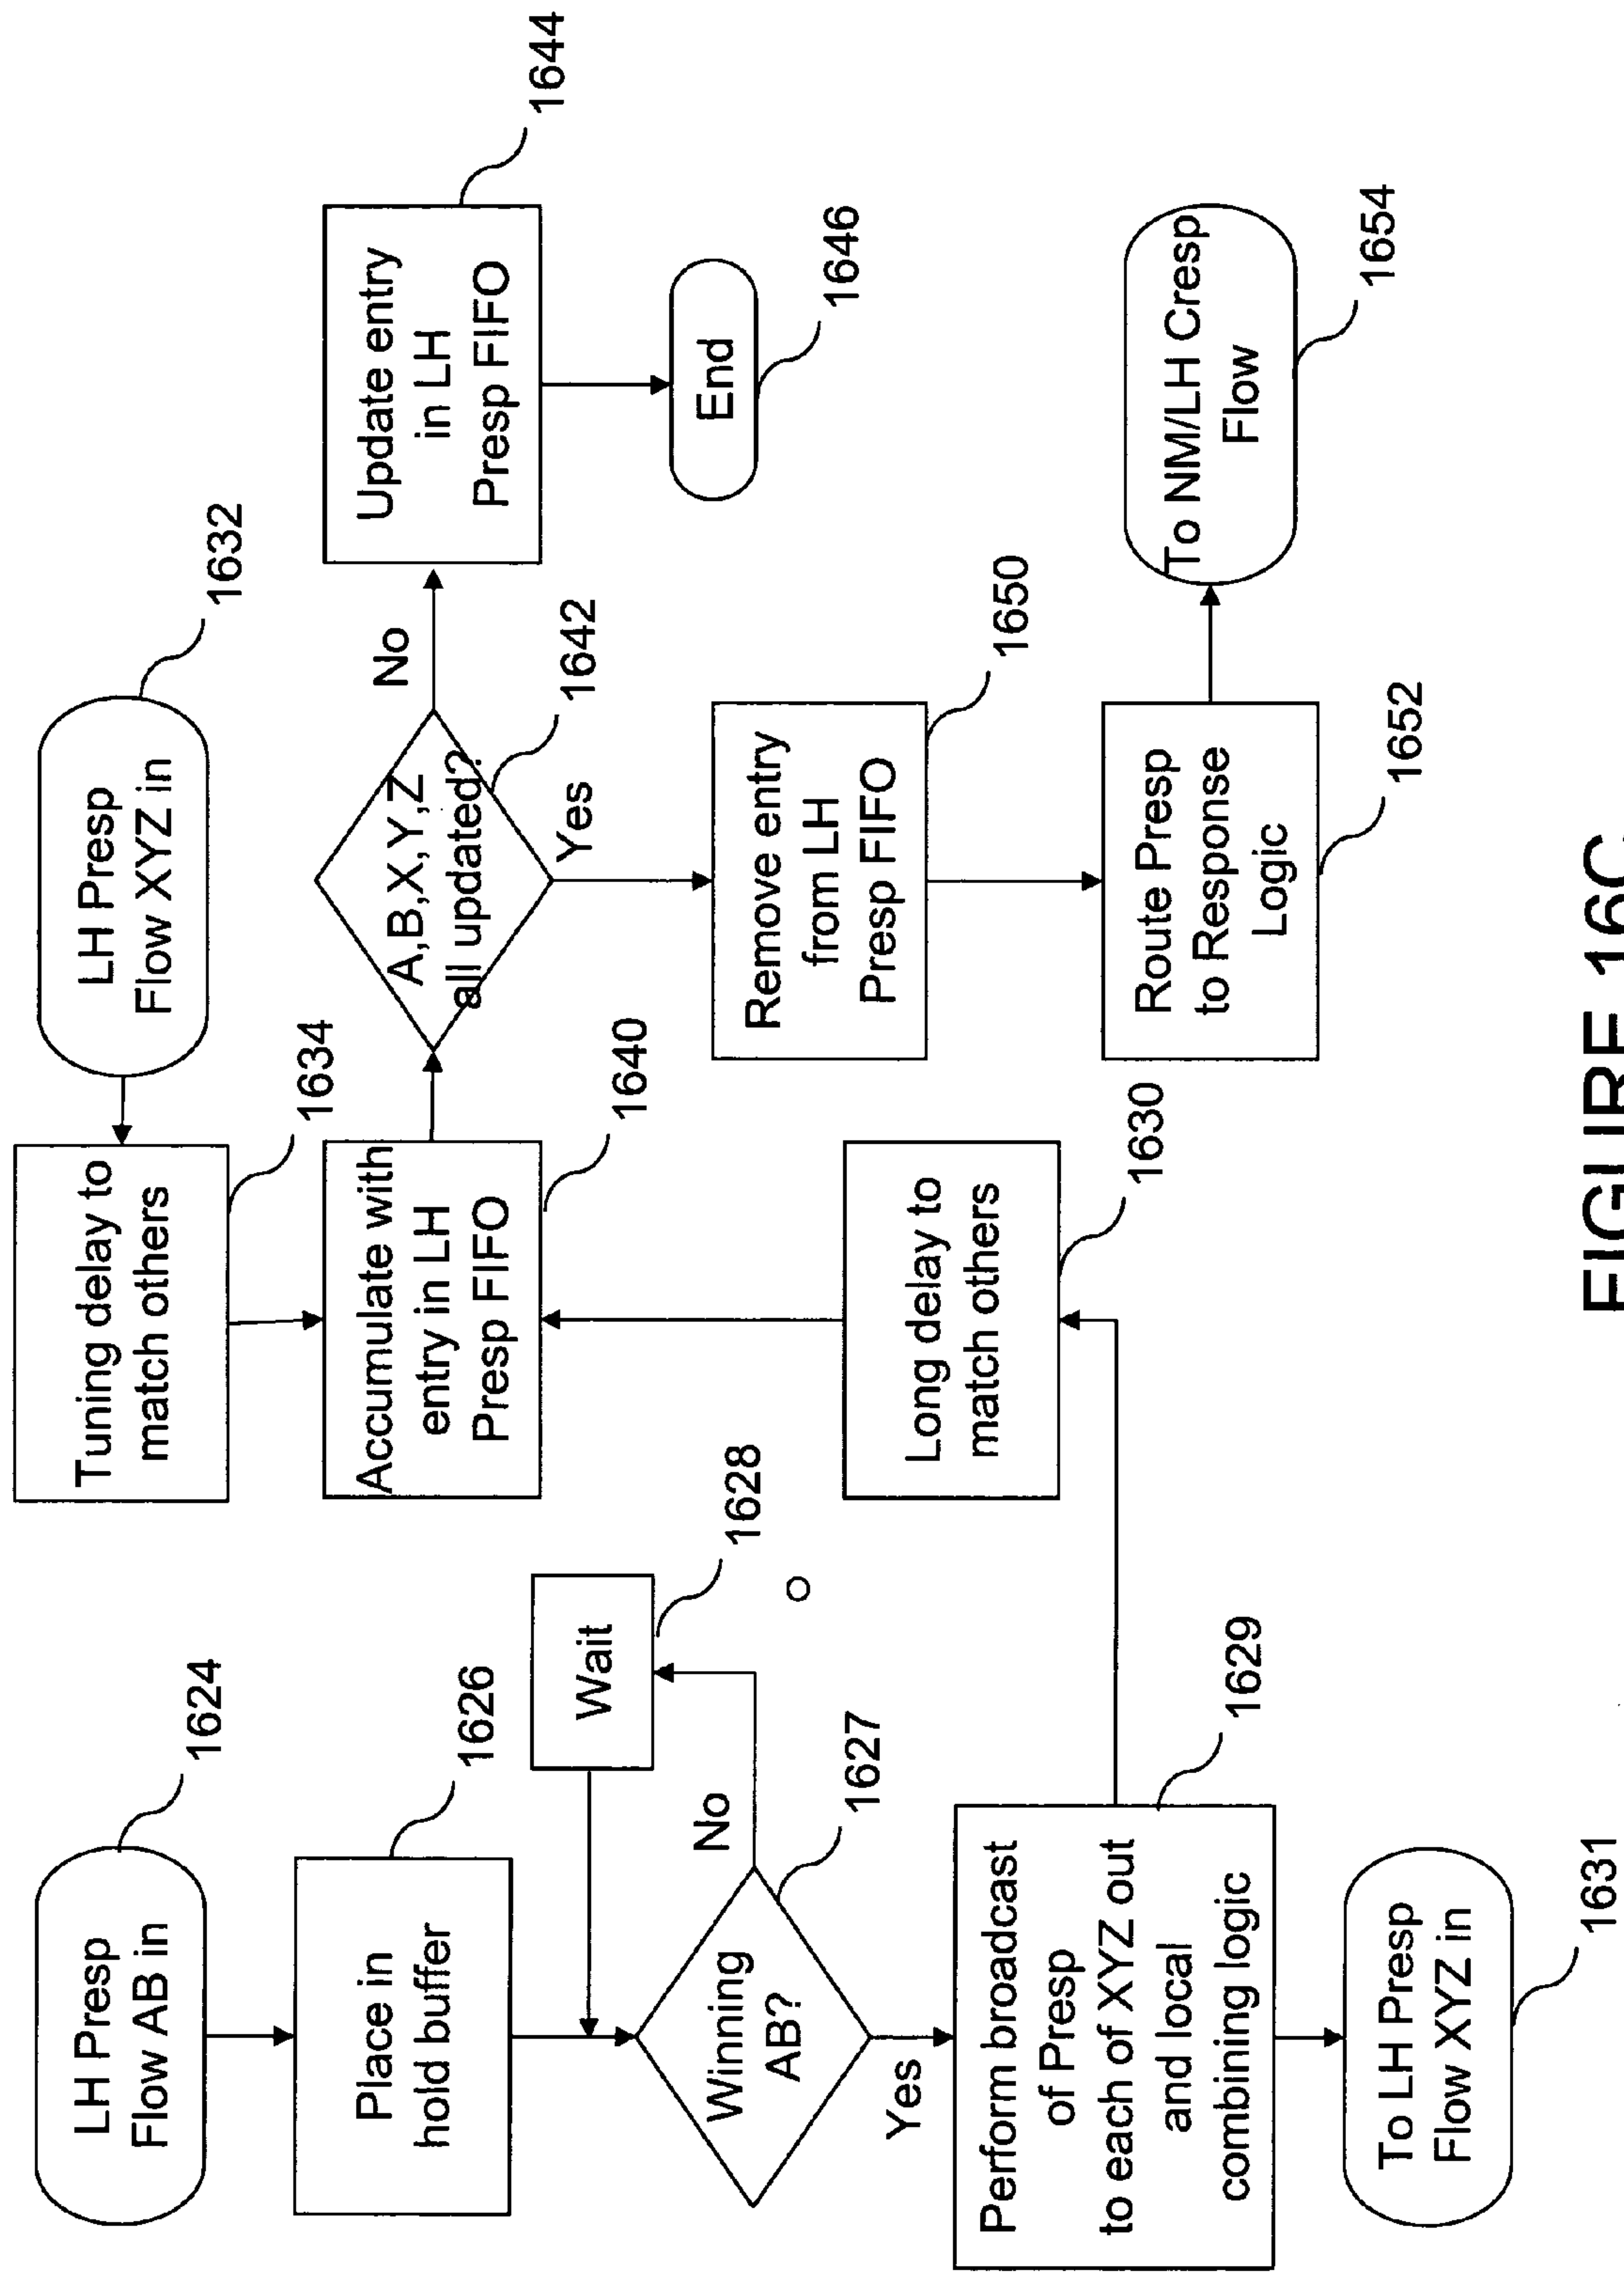 LH Presp
Flow AB in
1624
Place in
hold buffer
1626
Wait
1628
Winning
AB?
1627
No
Yes
Perform broadcast
of Presp
to each of XYZ out
and local
combining logic
1629
To LH Presp
Flow XYZ in
1631
LH Presp
Flow XYZ in
1632
Tuning delay to
match others
1634
Accumulate with
entry in LH
Presp FIFO
1640
Long delay to
match others
1630
A,B,X,Y,Z
all updated?
1642
No
Yes
Update entry
in LH
Presp FIFO
1644
End
1646
Remove entry
from LH
Presp FIFO
1650
Route Presp
to Response
Logic
1652
To NM/LH Cresp
Flow
1654
FIGURE 16C